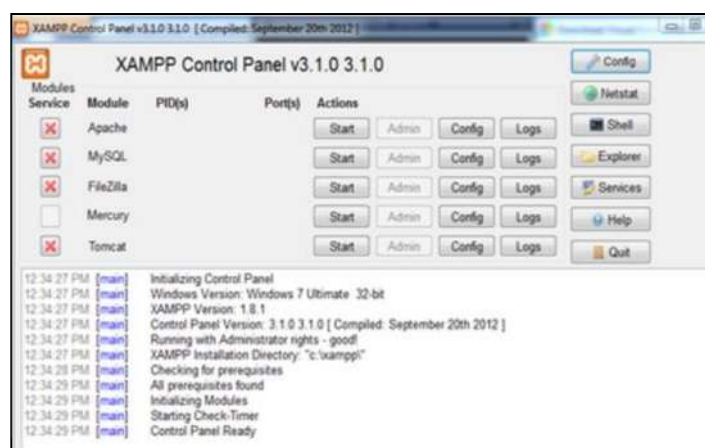 XAMPP Control Panel v3.1.0 3.1.0 [ Compiled: September 20th 2012 ]
XAMPP Control Panel v3.1.0 3.1.0
Config
Modules
Service Module PID(s) Port(s) Actions
Netstat
Apache Start Admin Config Logs Shell
MySQL Start Admin Config Logs Explorer
FileZilla Start Admin Config Logs Services
Mercury Start Admin Config Logs Help
Tomcat Start Admin Config Logs Quit
12:34:27 PM [main] Initializing Control Panel
12:34:27 PM [main] Windows Version: Windows 7 Ultimate 32-bit
12:34:27 PM [main] XAMPP Version: 1.8.1
12:34:27 PM [main] Control Panel Version: 3.1.0 3.1.0 [ Compiled: September 20th 2012 ]
12:34:27 PM [main] Running with Administrator rights - good!
12:34:27 PM [main] XAMPP Installation Directory: "c:\xampp\"
12:34:28 PM [main] Checking for prerequisites
12:34:29 PM [main] All prerequisites found
12:34:29 PM [main] Initializing Modules
12:34:29 PM [main] Starting Check-Timer
12:34:29 PM [main] Control Panel Ready